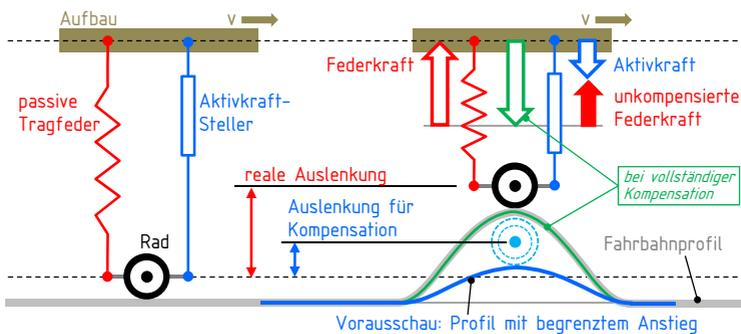 Aufbau
v
v
Federkraft
Aktivkraft
passive
Tragfeder
Aktivkraft-
Steller
unkompensierte
Federkraft
reale Auslenkung
bei vollständiger
Kompensation
Auslenkung für
Kompensation
Rad
Fahrbahnprofil
Vorausschau: Profil mit begrenztem Anstieg